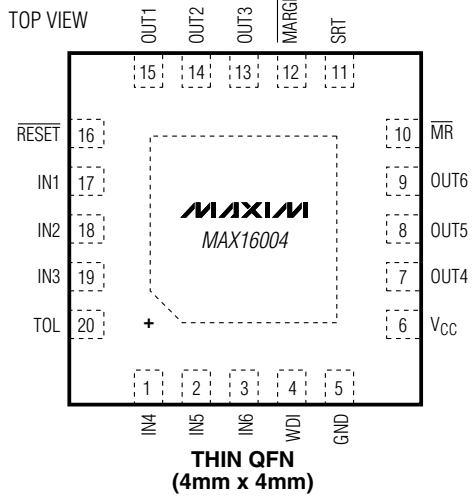 TOP VIEW
OUT1
OUT2
OUT3
SRT
15
14
13
12
11
RESET 16
10 MR
IN1 17
9 OUT6
MAXIM
IN2 18
8 OUT5
MAX16004
IN3 19
7 OUT4
TOL 20
+
6 VCC
1
2
3
4
5
IN4
IN5
IN6
WDI
GND
THIN QFN
(4mm x 4mm)